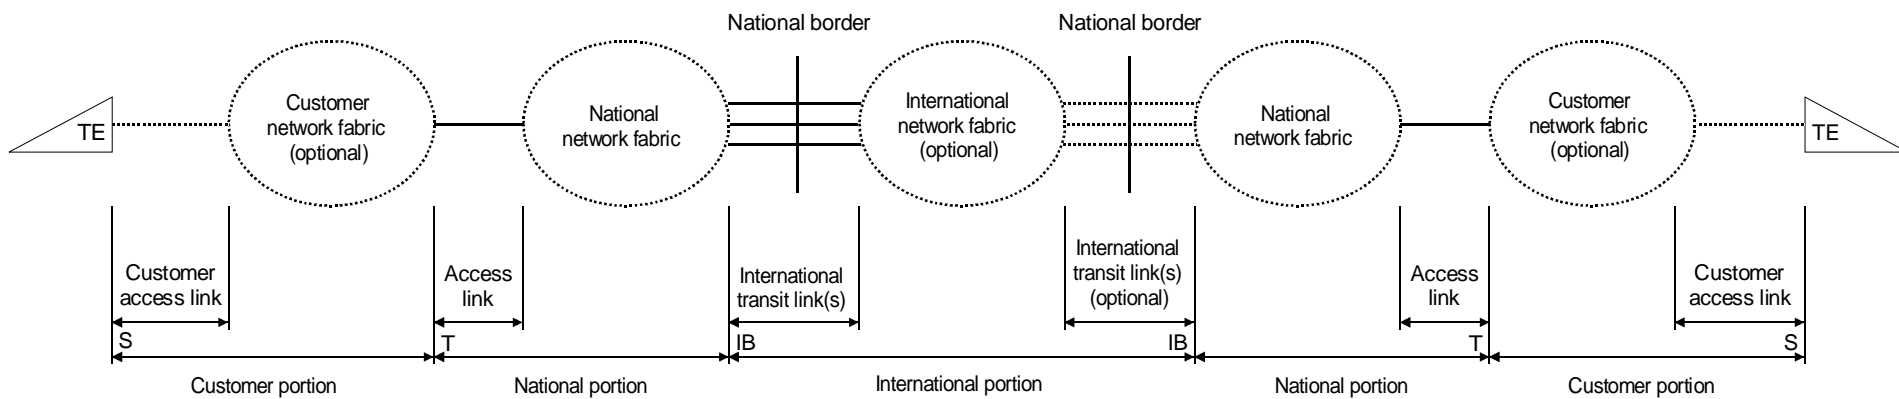 National border
National border
TE
Customer
network fabric
(optional)
National
network fabric
International
network fabric
(optional)
National
network fabric
Customer
network fabric
(optional)
TE
Customer
access link
Access
link
International
transit link(s)
International
transit link(s)
(optional)
Access
link
Customer
access link
S
T
IB
IB
T
S
Customer portion
National portion
International portion
National portion
Customer portion